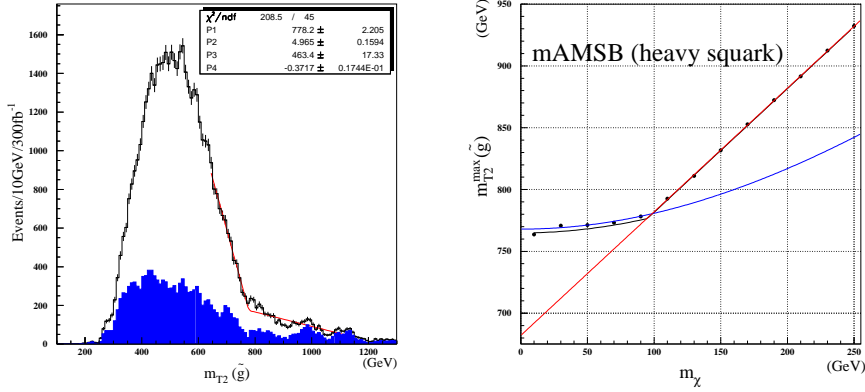 χ²/ndf 208.5 / 45
P1 778.2 ± 2.205
P2 4.965 ± 0.1594
P3 463.4 ± 17.33
P4 -0.3717 ± 0.1744E-01
Events/10GeV/300fb⁻¹
1600
1400
1200
1000
800
600
400
200
0
200 400 600 800 1000 1200
(GeV)
m_T2 (g̃)
(GeV)
m_T2^max(g̃)
mAMSB (heavy squark)
950
900
850
800
750
700
0 50 100 150 200 250
m_χ
(GeV)